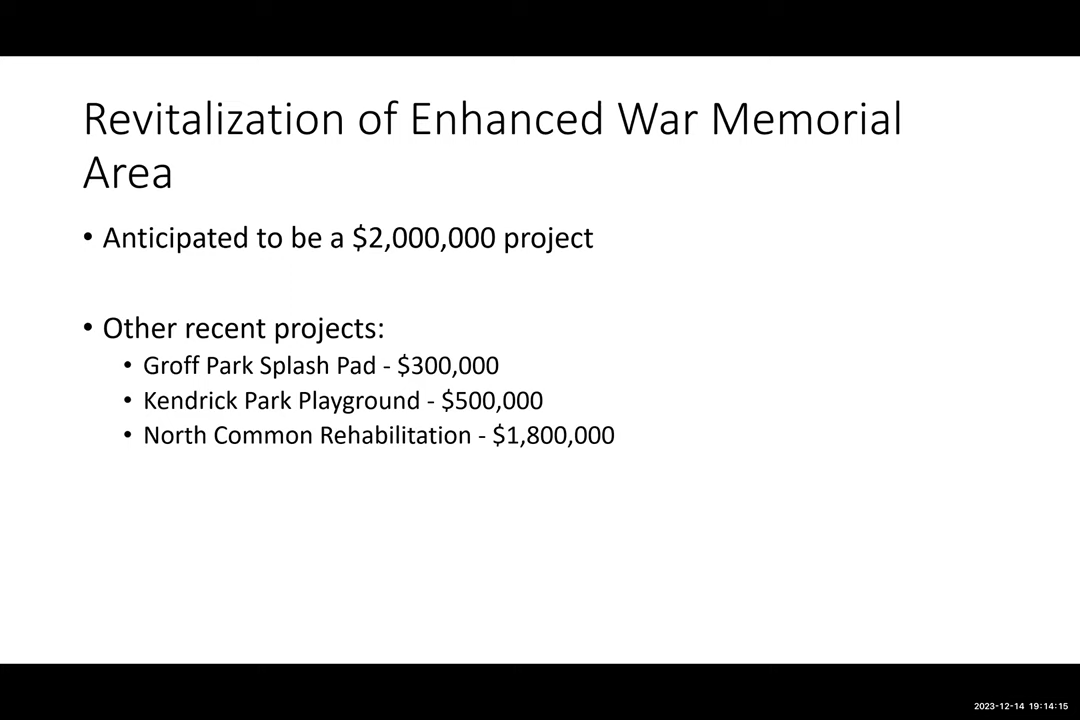 Revitalization of Enhanced War Memorial
Area
• Anticipated to be a $2,000,000 project
• Other recent projects:
• Groff Park Splash Pad - $300,000
• Kendrick Park Playground - $500,000
• North Common Rehabilitation - $1,800,000
2023-12-14 19:14:15